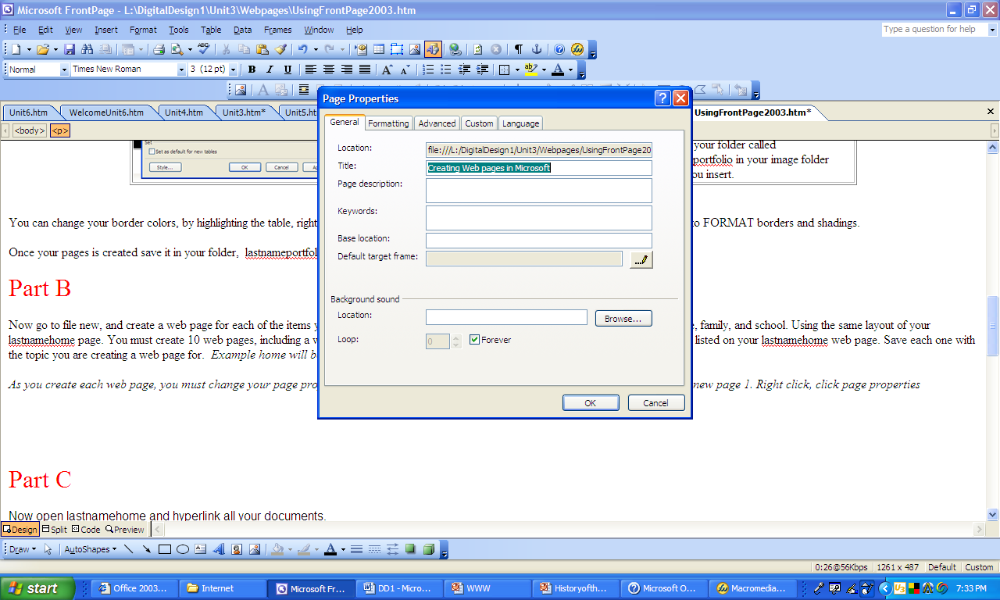 Microsoft FrontPage - L:\DigitalDesign1\Unit3\Webpages\UsingFrontPage2003.htm
File Edit View Insert Format Tools Table Data Frames Window Help
Type a question for help
Normal Times New Roman 3 (12 pt) B I U
Unit6.htm WelcomeUnit6.htm Unit4.htm Unit3.htm* Unit5.ht UsingFrontPage2003.htm*
<body> <p>
Set
Set as default for new tables
Style... OK Cancel Ap
your folder called
portfolio in your image folder
ou insert.
You can change your border colors, by highlighting the table, right
o FORMAT borders and shadings.
Once your pages is created save it in your folder, lastnameportfol
Part B
Now go to file new, and create a web page for each of the items y
e, family, and school. Using the same layout of your
lastnamehome page. You must create 10 web pages, including a w
listed on your lastnamehome web page. Save each one with
the topic you are creating a web page for. Example home will b
As you create each web page, you must change your page pro
new page 1. Right click, click page properties
Part C
Now open lastnamehome and hyperlink all your documents.
Page Properties
General Formatting Advanced Custom Language
Location: file:///L:/DigitalDesign1/Unit3/Webpages/UsingFrontPage20
Title: Creating Web pages in Microsoft
Page description:
Keywords:
Base location:
Default target frame:
Background sound
Location: Browse...
Loop: 0 Forever
OK Cancel
Design Split Code Preview
Draw AutoShapes
0:26@56Kbps 1261 x 487 Default Custom
start Office 2003... Internet Microsoft Fr... DD1 - Micro... WWW Historyofth... Microsoft O... Macromedia... 7:33 PM